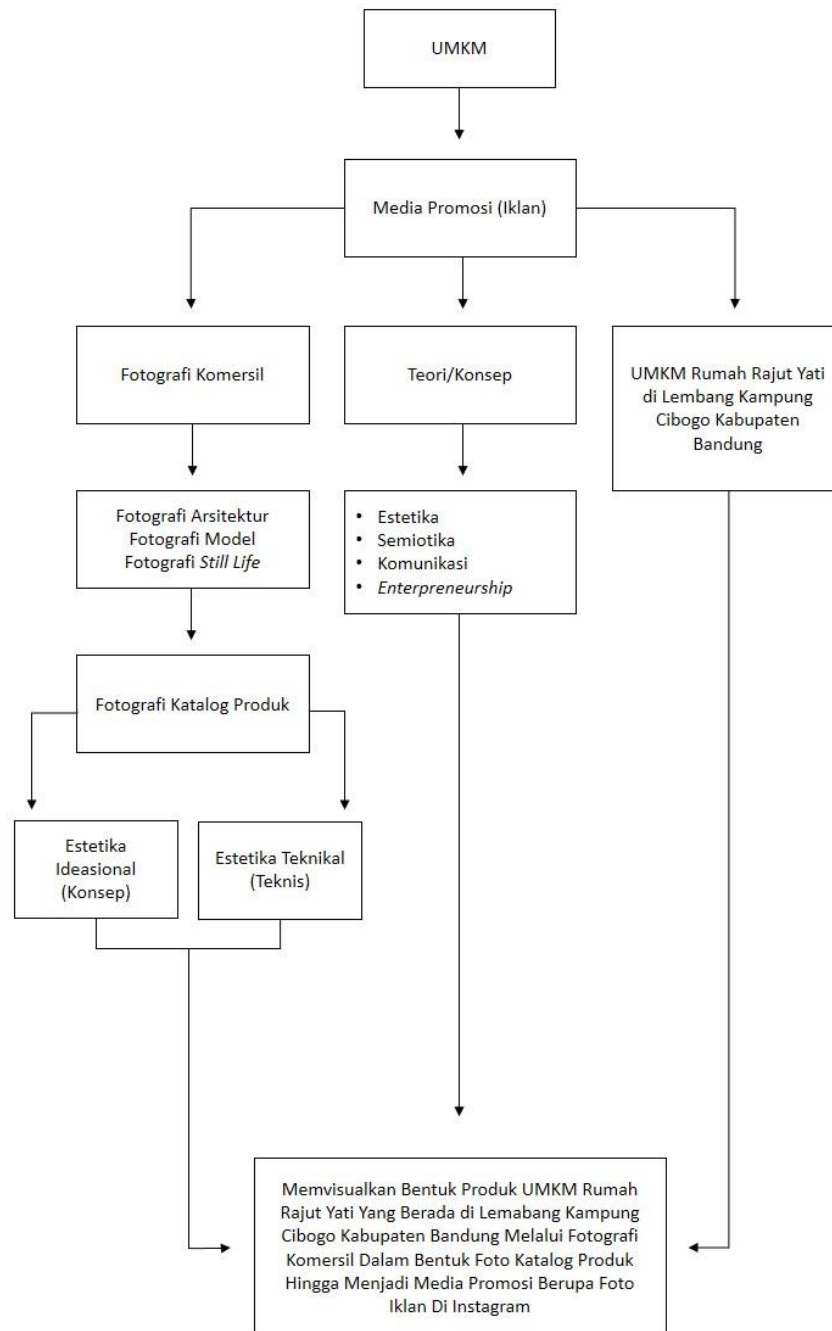 UMKM
Media Promosi (Iklan)
Fotografi Komersil
Teori/Konsep
UMKM Rumah Rajut Yati
di Lembang Kampung
Cibogo Kabupaten
Bandung
Fotografi Arsitektur
Fotografi Model
Fotografi Still Life
• Estetika
• Semiotika
• Komunikasi
• Enterpreneurship
Fotografi Katalog Produk
Estetika
Ideasional
(Konsep)
Estetika Teknikal
(Teknis)
Memvisualkan Bentuk Produk UMKM Rumah
Rajut Yati Yang Berada di Lemabang Kampung
Cibogo Kabupaten Bandung Melalui Fotografi
Komersil Dalam Bentuk Foto Katalog Produk
Hingga Menjadi Media Promosi Berupa Foto
Iklan Di Instagram